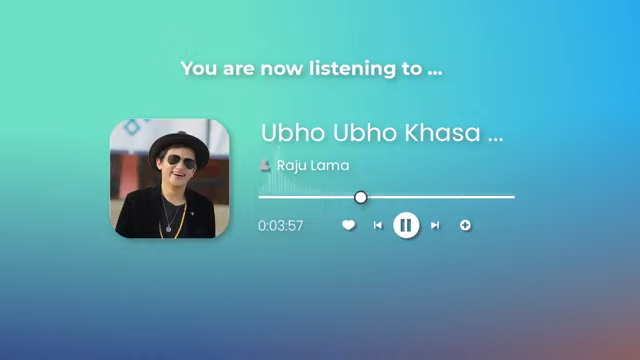 You are now listening to ...
Ubho Ubho Khasa ...
Raju Lama
0:03:57